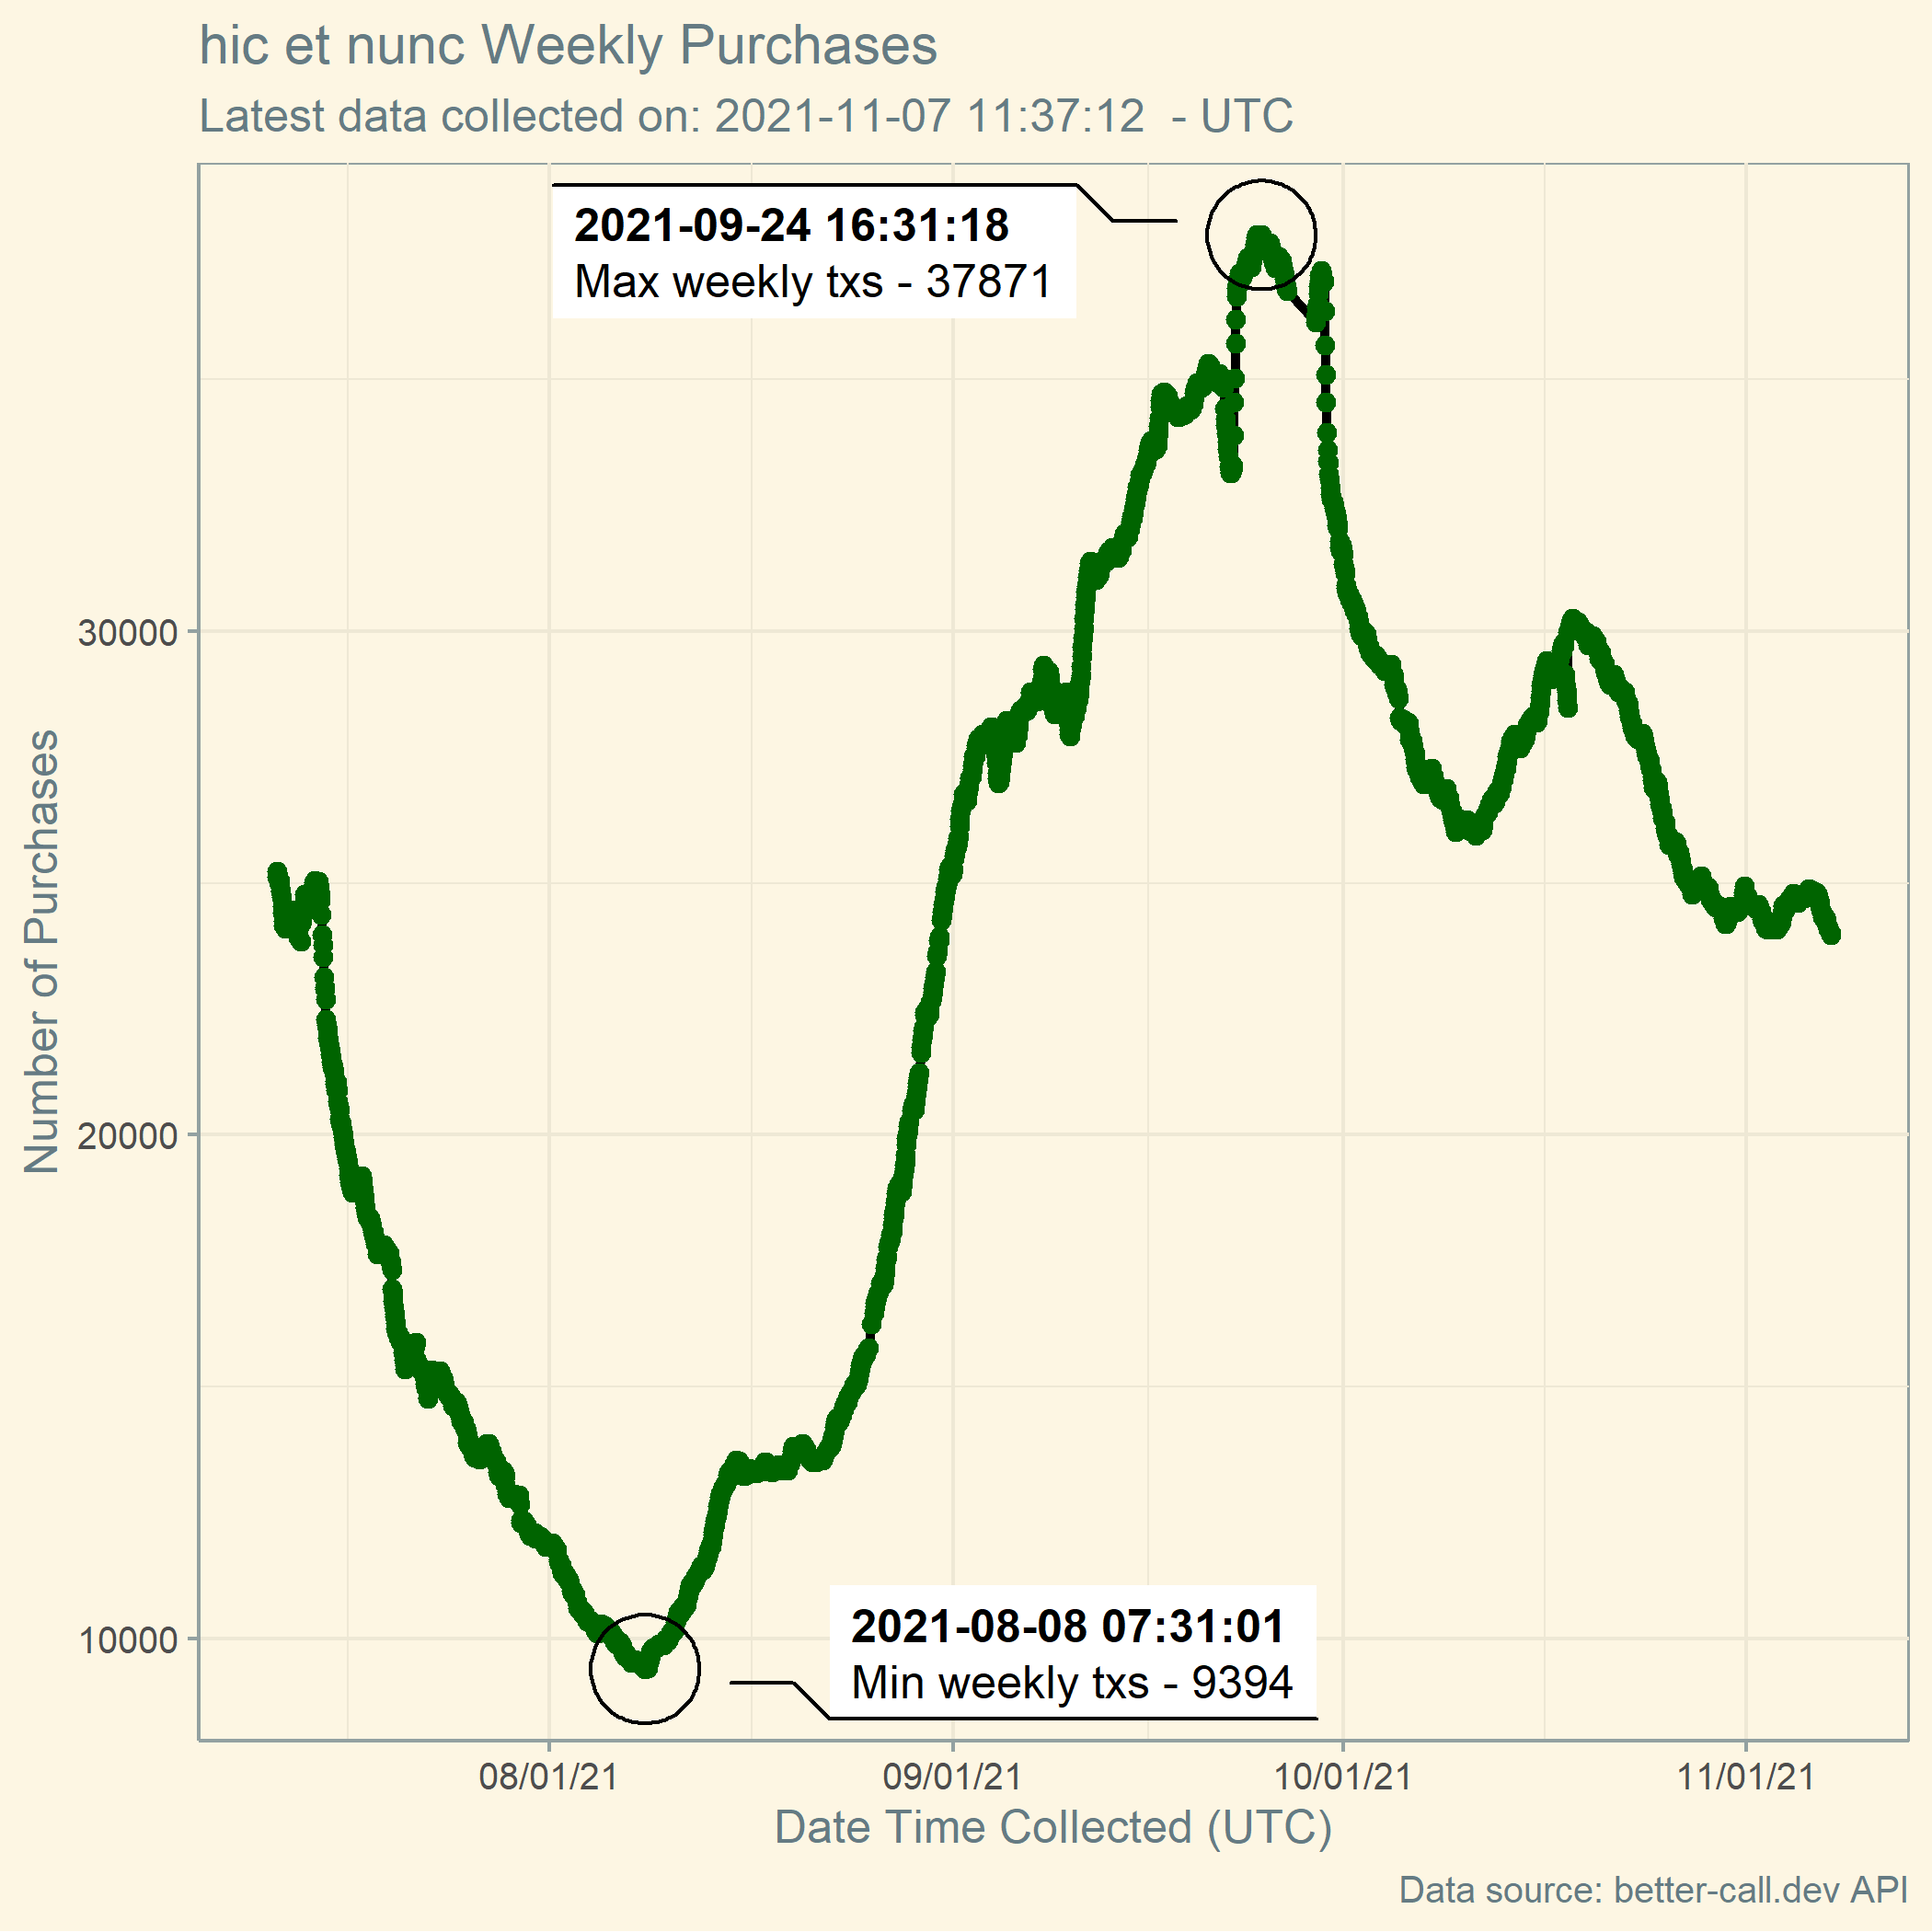 hic et nunc Weekly Purchases
Latest data collected on: 2021-11-07 11:37:12  - UTC
2021-09-24 16:31:18
Max weekly txs - 37871
Number of Purchases
30000
20000
10000
2021-08-08 07:31:01
Min weekly txs - 9394
08/01/21 09/01/21 10/01/21 11/01/21
Date Time Collected (UTC)
Data source: better-call.dev API